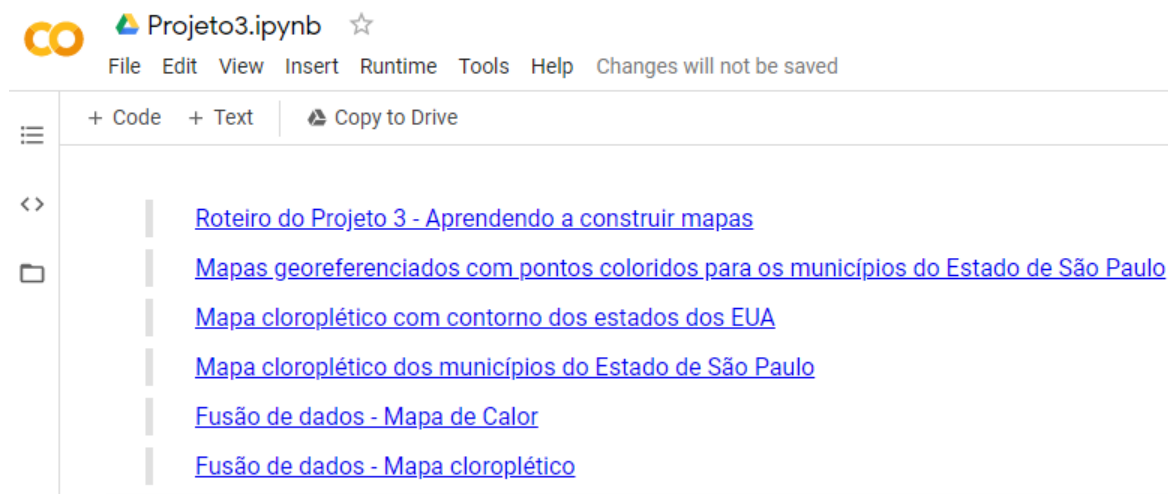 Projeto3.ipynb
File Edit View Insert Runtime Tools Help Changes will not be saved
+ Code + Text Copy to Drive
Roteiro do Projeto 3 - Aprendendo a construir mapas
Mapas georeferenciados com pontos coloridos para os municípios do Estado de São Paulo
Mapa cloroplético com contorno dos estados dos EUA
Mapa cloroplético dos municípios do Estado de São Paulo
Fusão de dados - Mapa de Calor
Fusão de dados - Mapa cloroplético